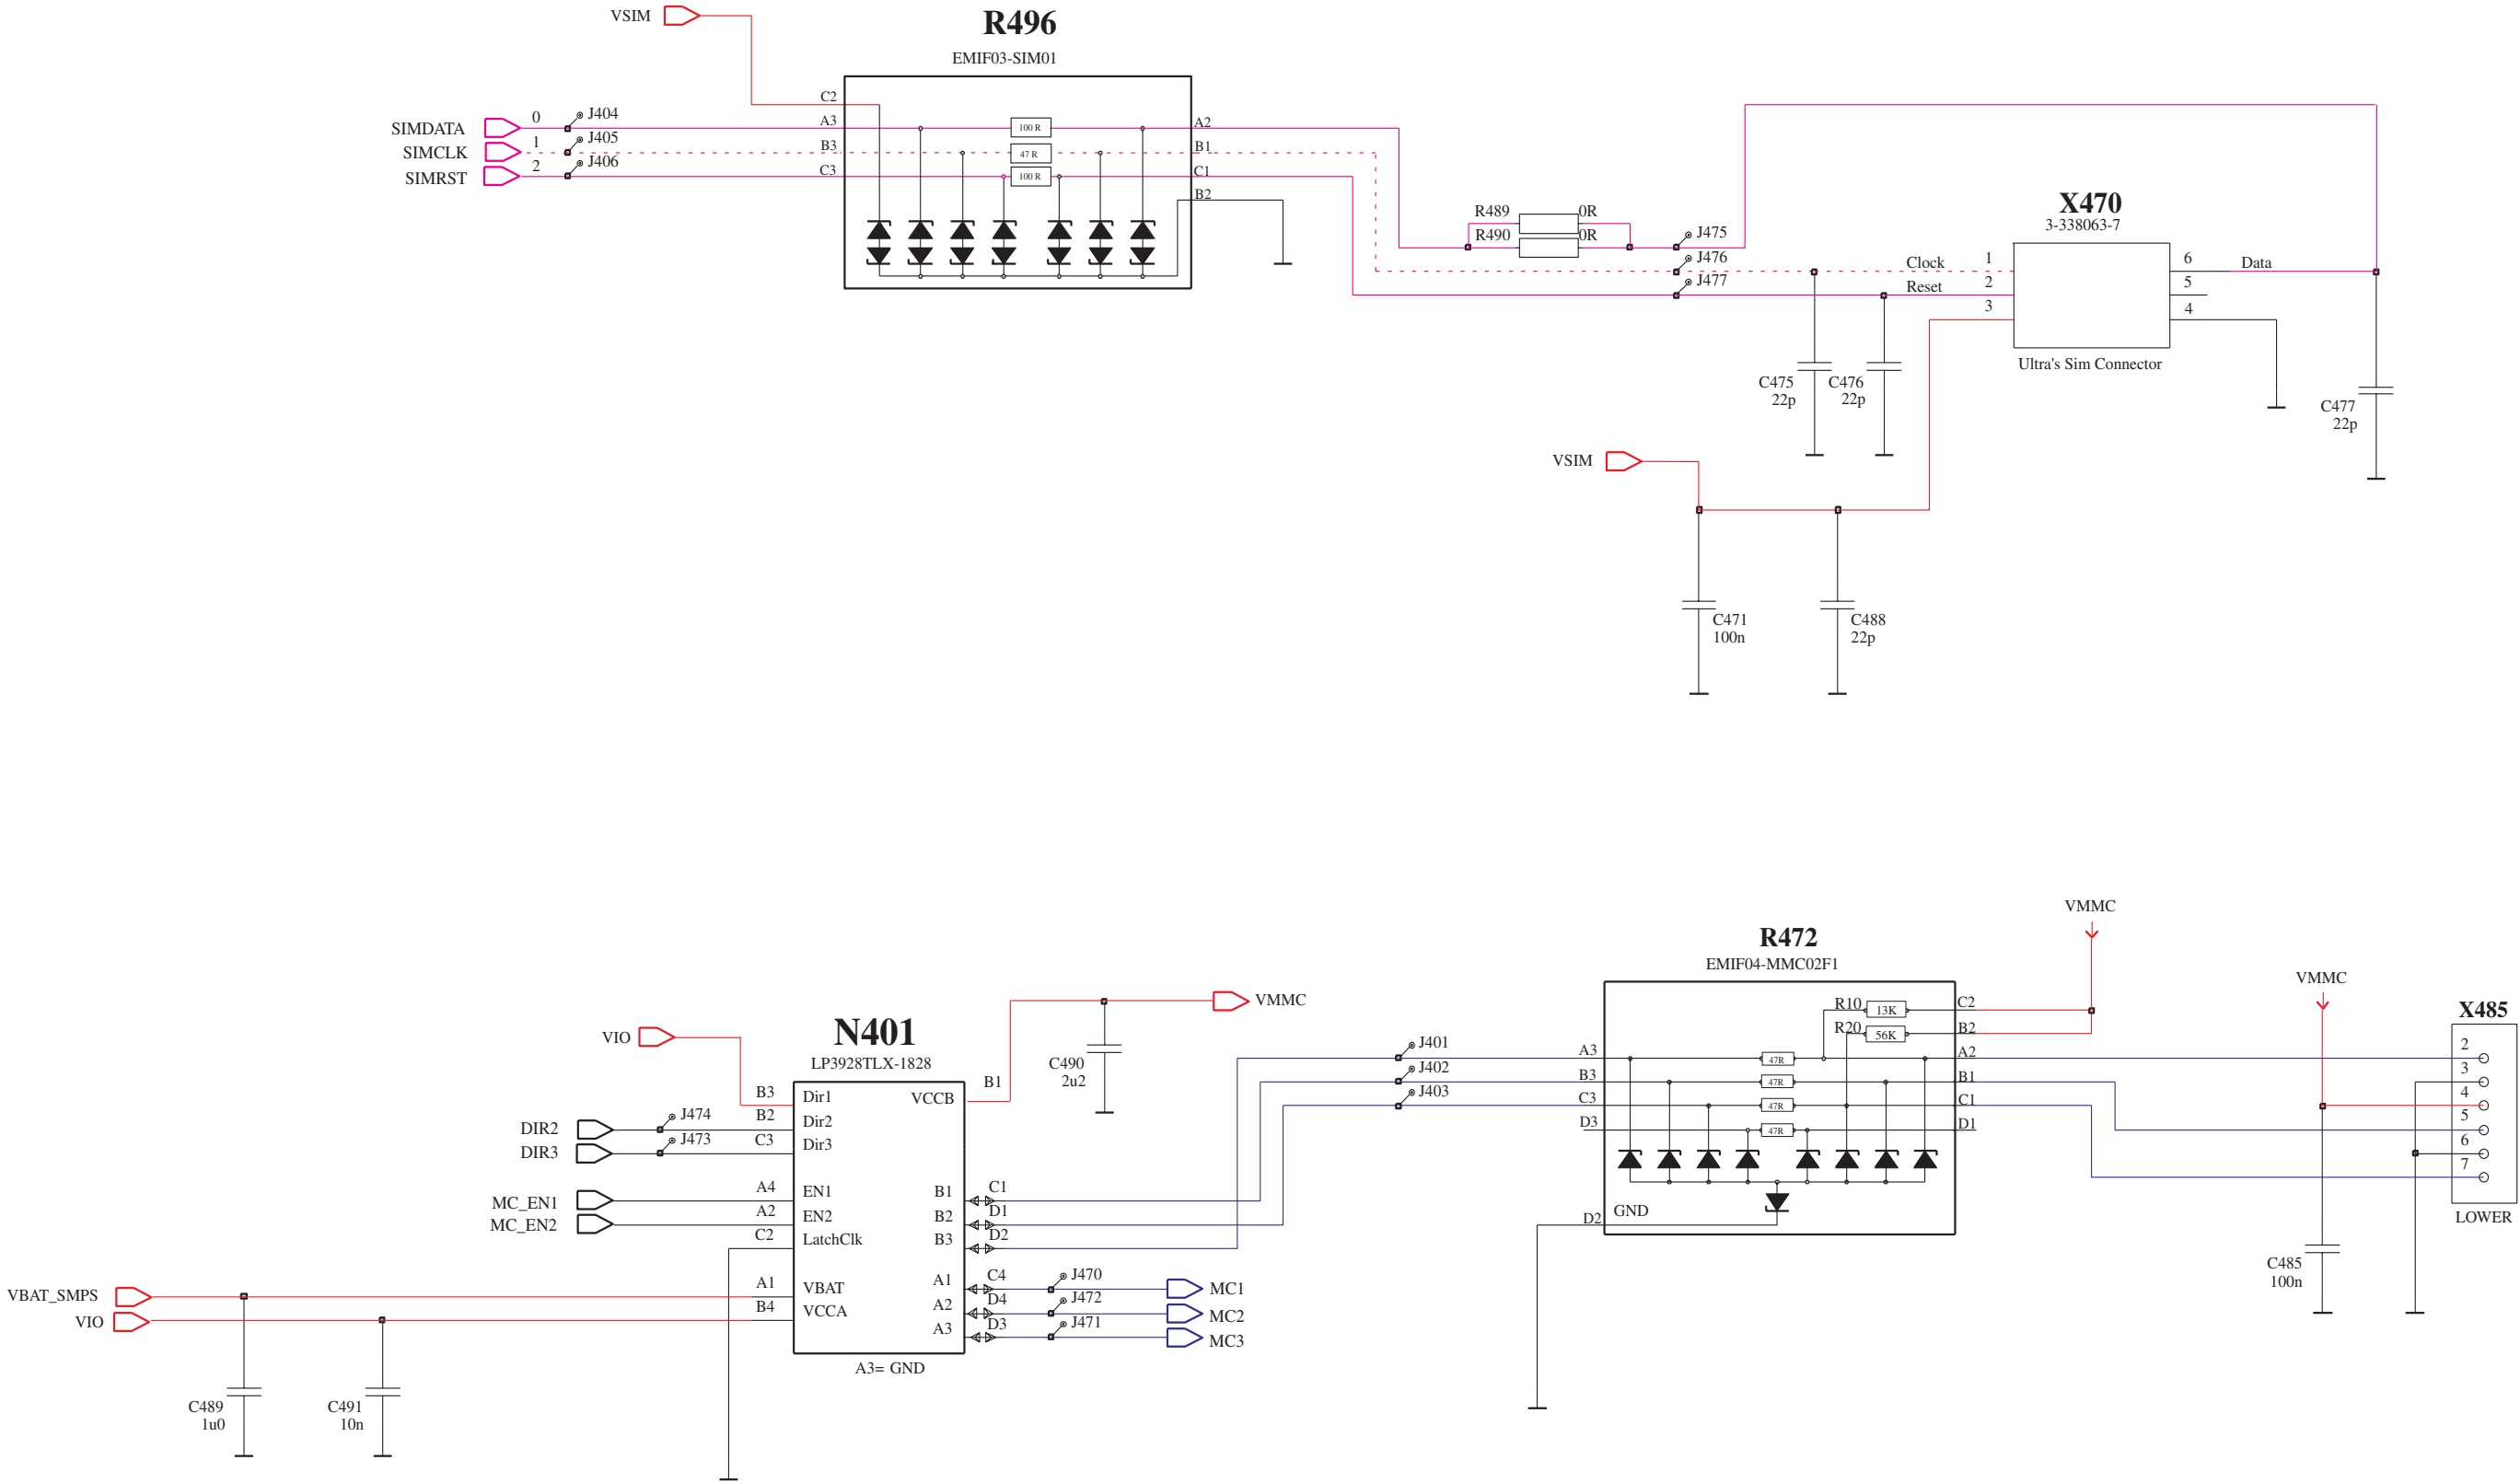 VSIM
R496
EMIF03-SIM01
C2
SIMDATA 0 J404 A3 100 R A2
SIMCLK 1 J405 B3 47 R B1
SIMRST 2 J406 C3 100 R C1
B2
R489 0R
R490 0R
J475
J476
J477
X470
3-338063-7
Clock 1 6 Data
Reset 2 5
3 4
Ultra's Sim Connector
C475
22p
C476
22p
C477
22p
VSIM
C471
100n
C488
22p
VMMC
R472
EMIF04-MMC02F1
VMMC
X485
R10 13K C2
R20 56K B2
A3 47R A2
B3 47R B1
C3 47R C1
D3 47R D1
D2 GND
2
3
4
5
6
7
LOWER
C485
100n
VMMC
C490
2u2
J401
J402
J403
VIO
N401
LP3928TLX-1828
B3 Dir1 VCCB B1
DIR2 J474 B2 Dir2
DIR3 J473 C3 Dir3
MC_EN1 A4 EN1 B1 C1
MC_EN2 A2 EN2 B2 D1
C2 LatchClk B3 D2
VBAT_SMPS A1 VBAT A1 C4 J470 MC1
VIO B4 VCCA A2 D4 J472 MC2
A3 D3 J471 MC3
A3= GND
C489
1u0
C491
10n